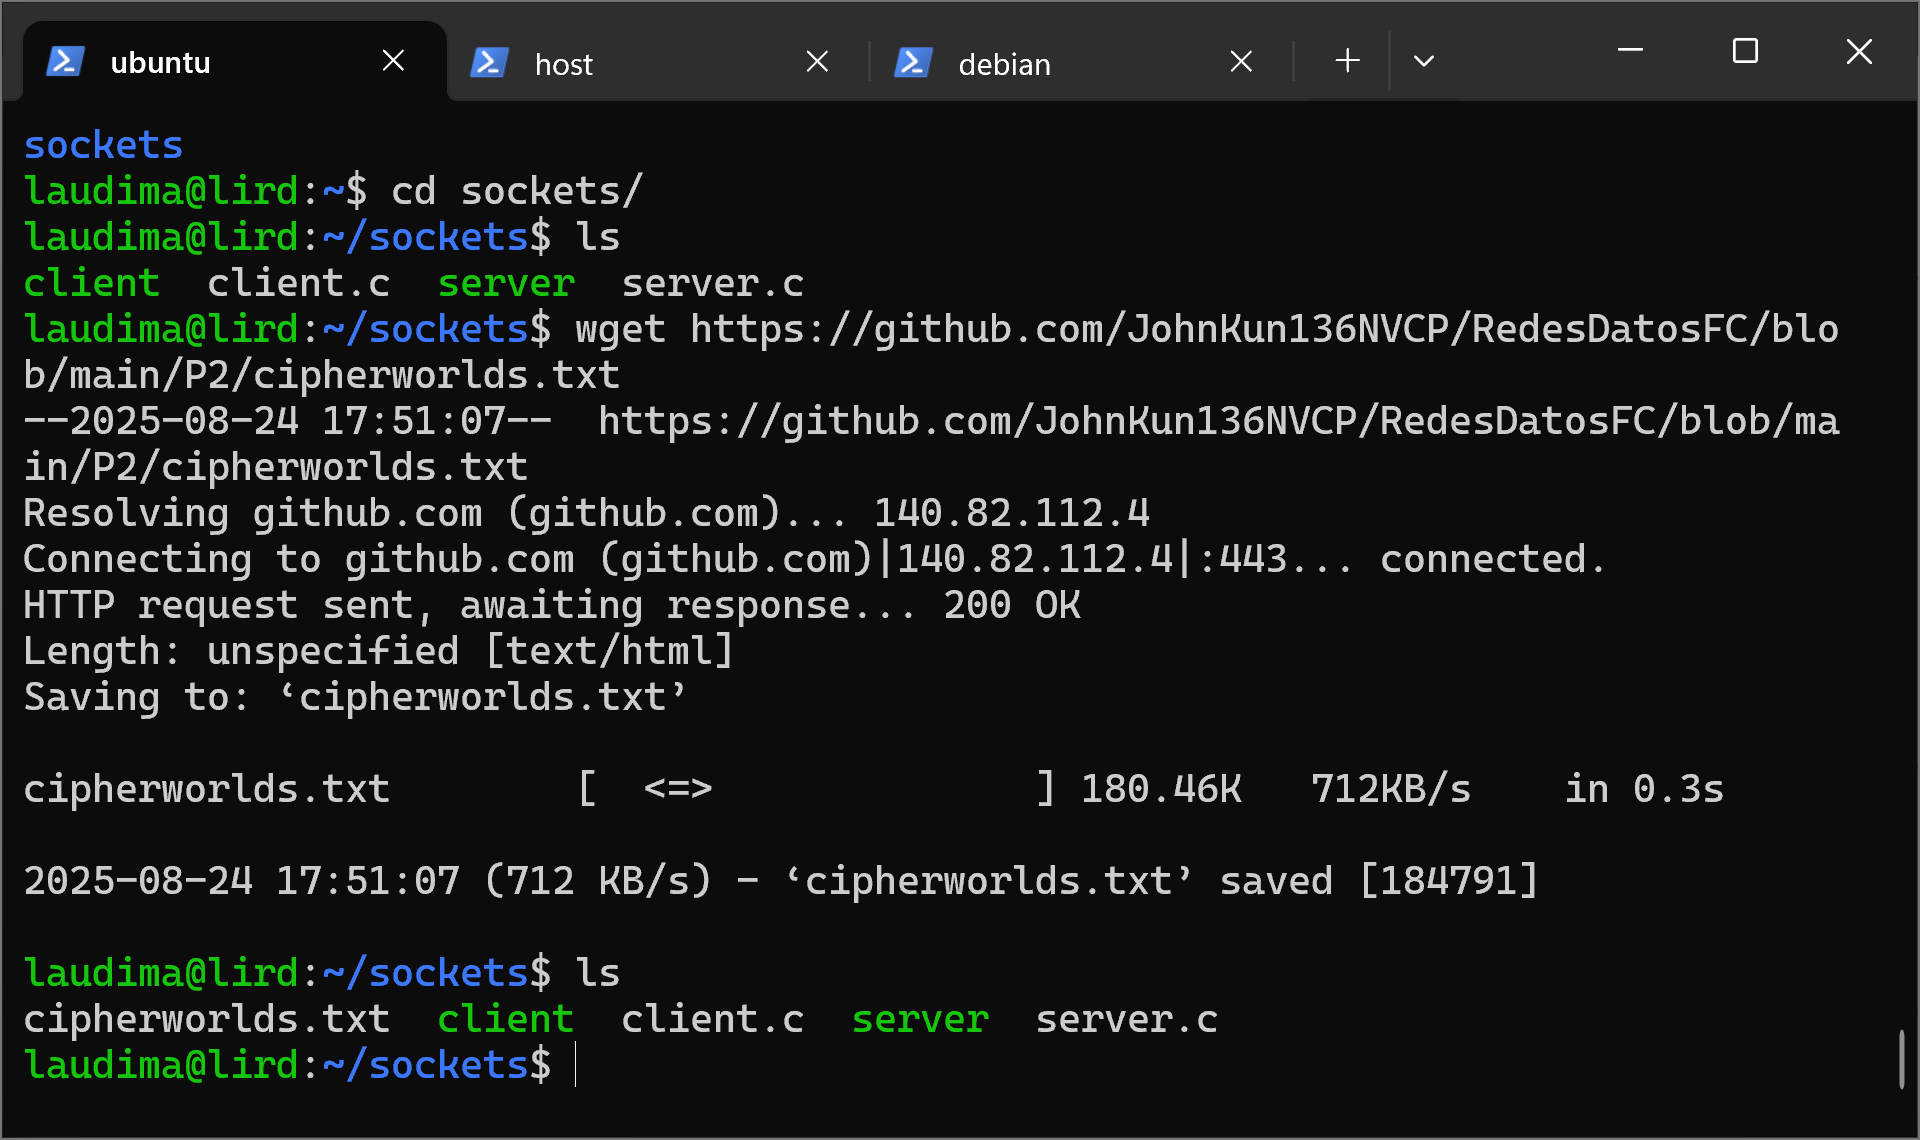 ubuntu host debian
sockets
laudima@lird:~$ cd sockets/
laudima@lird:~/sockets$ ls
client  client.c  server  server.c
laudima@lird:~/sockets$ wget https://github.com/JohnKun136NVCP/RedesDatosFC/blo
b/main/P2/cipherworlds.txt
--2025-08-24 17:51:07--  https://github.com/JohnKun136NVCP/RedesDatosFC/blob/ma
in/P2/cipherworlds.txt
Resolving github.com (github.com)... 140.82.112.4
Connecting to github.com (github.com)|140.82.112.4|:443... connected.
HTTP request sent, awaiting response... 200 OK
Length: unspecified [text/html]
Saving to: ‘cipherworlds.txt’
cipherworlds.txt        [  <=>              ] 180.46K   712KB/s    in 0.3s
2025-08-24 17:51:07 (712 KB/s) - ‘cipherworlds.txt’ saved [184791]
laudima@lird:~/sockets$ ls
cipherworlds.txt  client  client.c  server  server.c
laudima@lird:~/sockets$